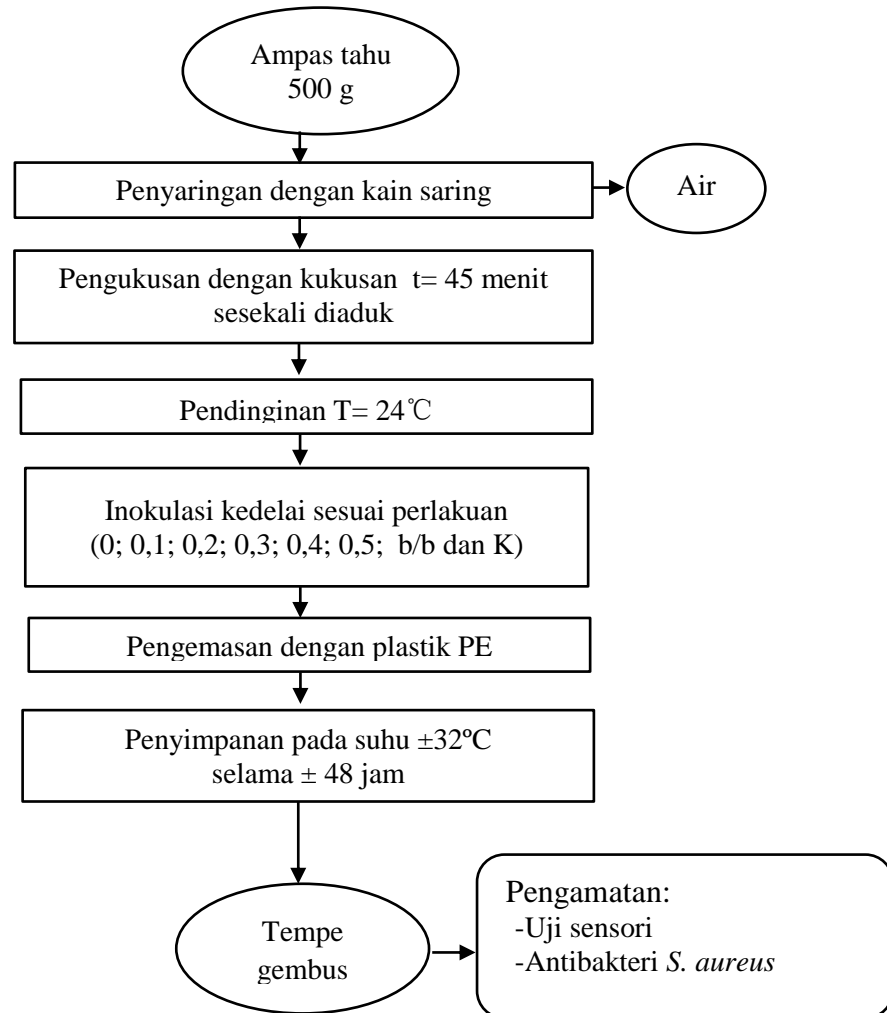 Ampas tahu
500 g
Penyaringan dengan kain saring
Air
Pengukusan dengan kukusan  t= 45 menit
sesekali diaduk
Pendinginan T= 24℃
Inokulasi kedelai sesuai perlakuan
(0; 0,1; 0,2; 0,3; 0,4; 0,5;  b/b dan K)
Pengemasan dengan plastik PE
Penyimpanan pada suhu ±32ºC
selama ± 48 jam
Tempe
gembus
Pengamatan:
-Uji sensori
-Antibakteri S. aureus